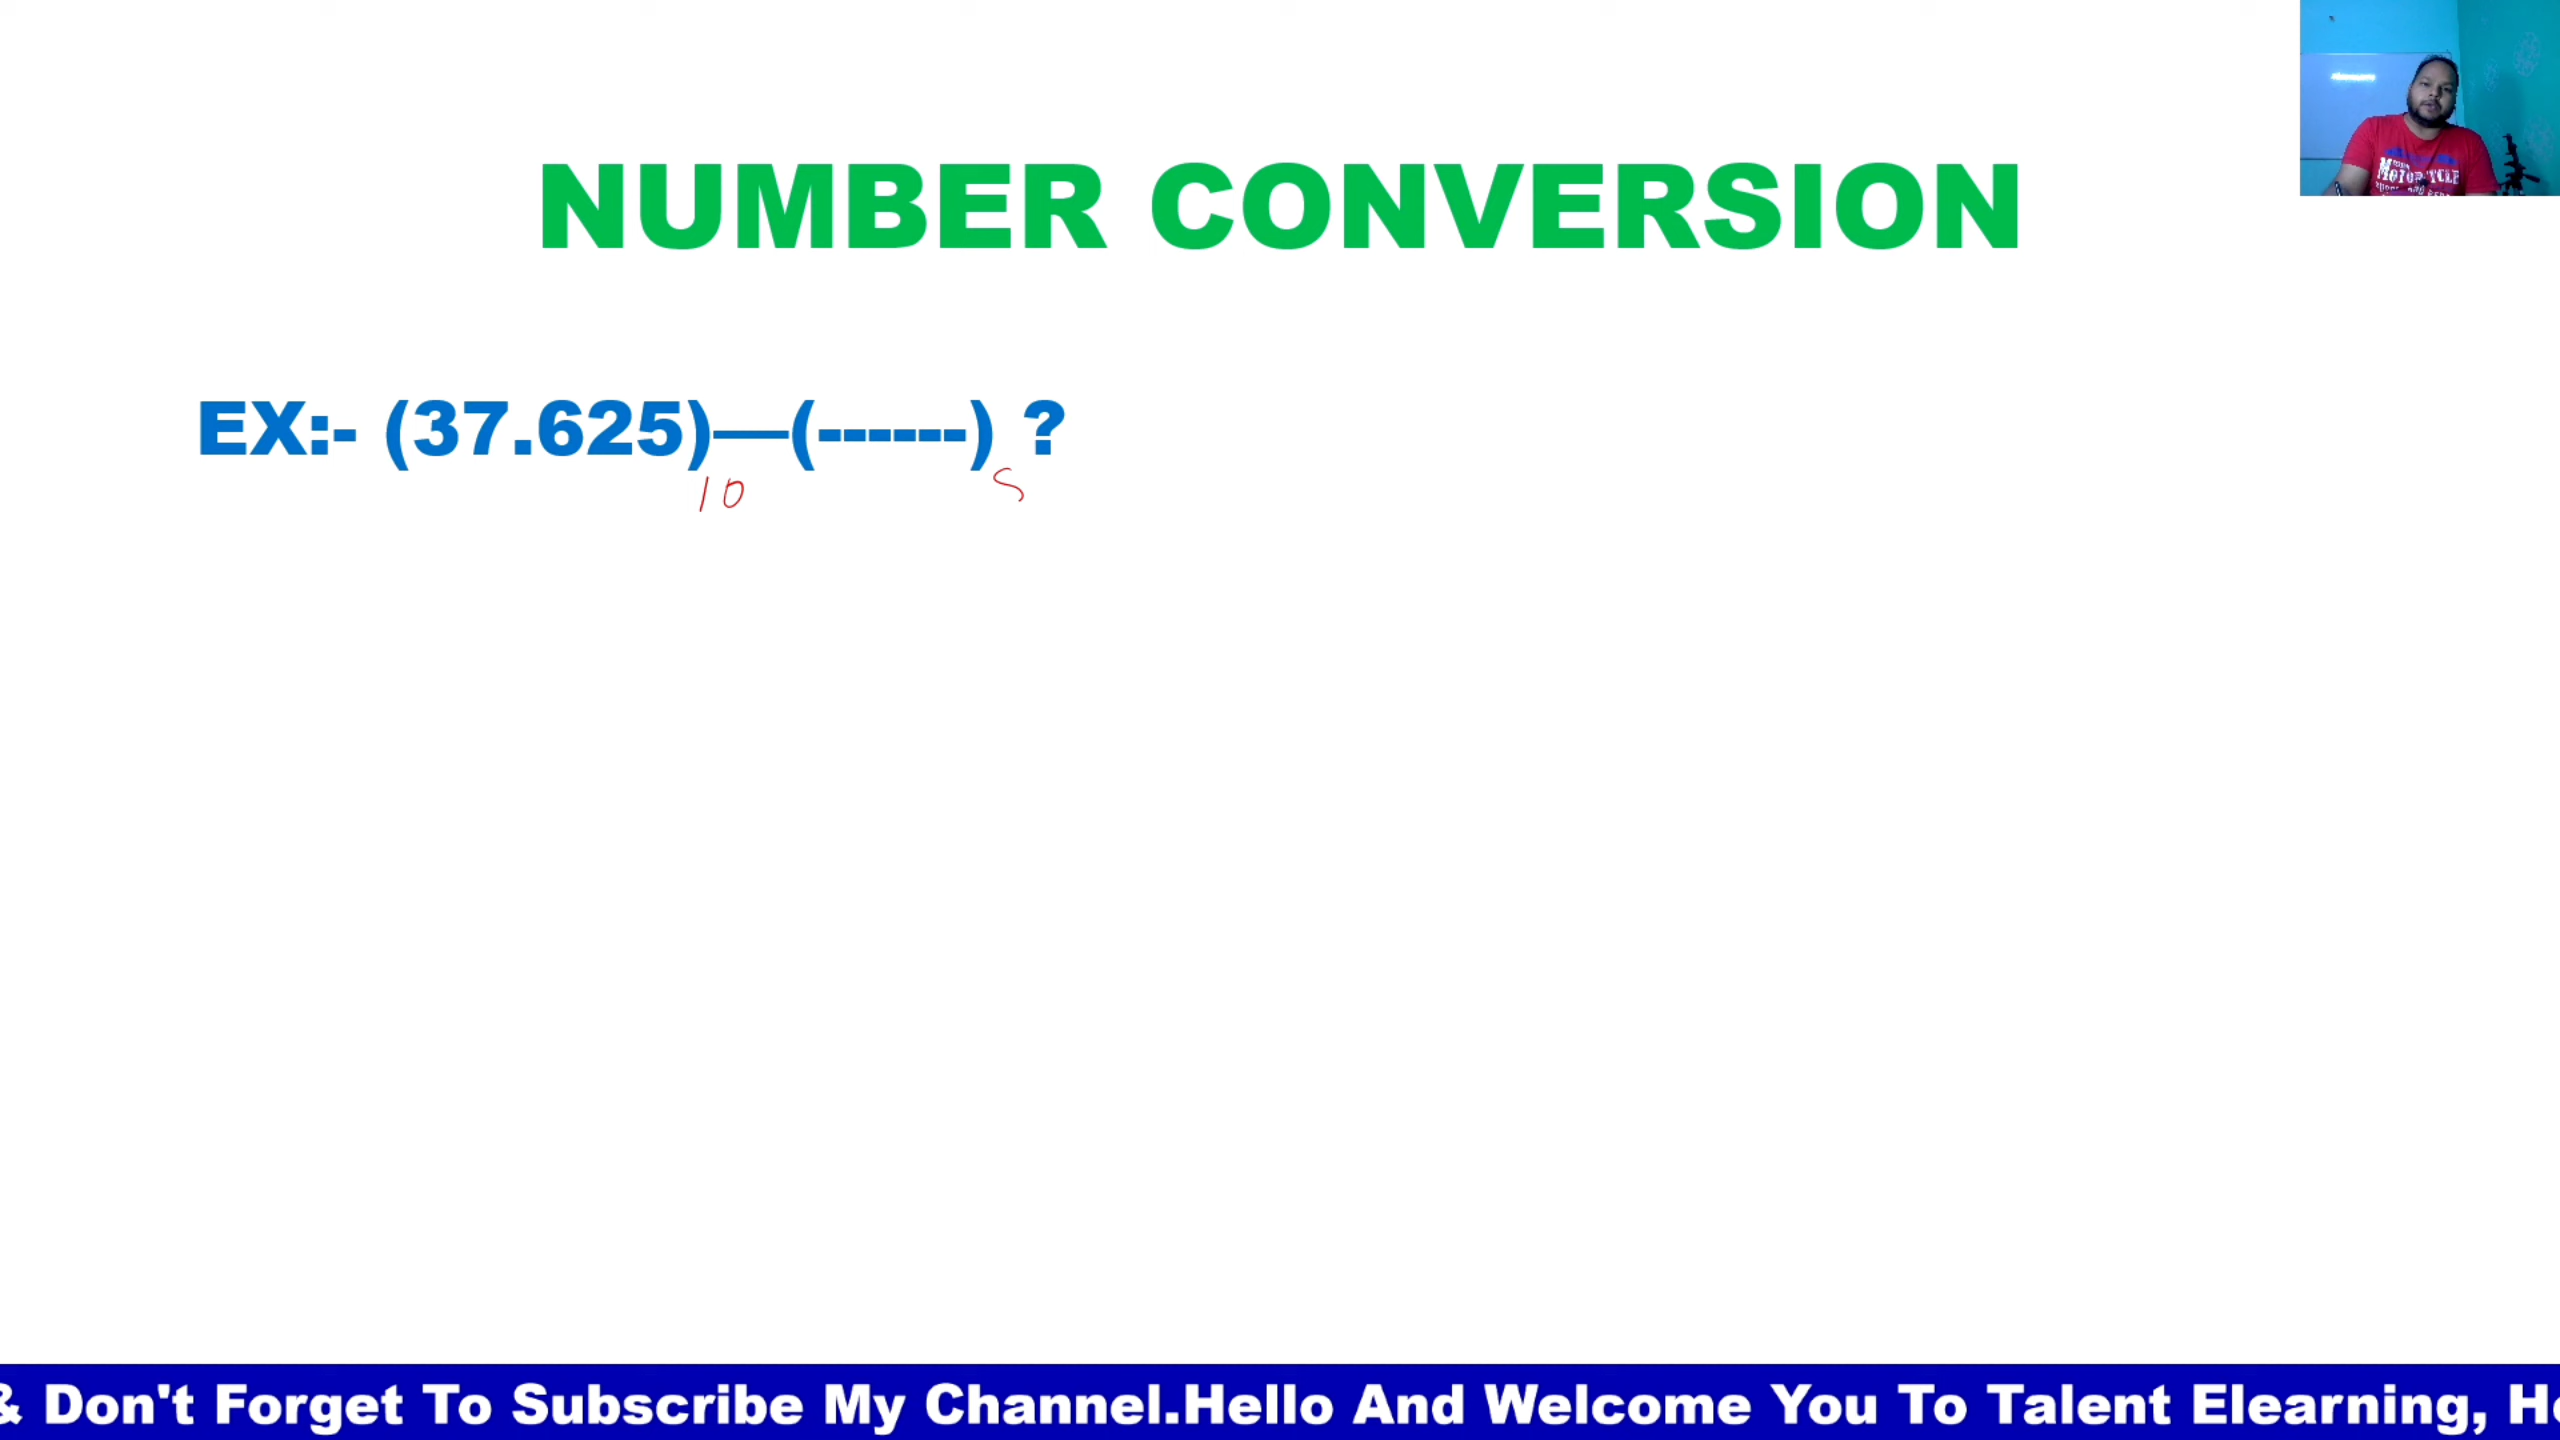 NUMBER CONVERSION
EX:- (37.625)—(------) ?
10
& Don't Forget To Subscribe My Channel.Hello And Welcome You To Talent Elearning, He